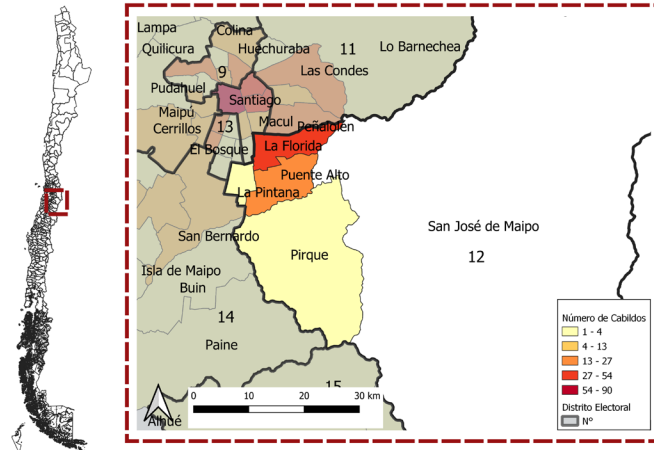 Lampa
Colina
Quilicura
Huechuraba
11
Lo Barnechea
9
Las Condes
Pudahuel
Santiago
Maipú
Macul
Peñalolén
Cerrillos
13
La Florida
El Bosque
Puente Alto
La Pintana
San Bernardo
San José de Maipo
Pirque
12
Isla de Maipo
Buin
14
Paine
15
Alhué
0
10
20
30 km
Número de Cabildos
1 - 4
4 - 13
13 - 27
27 - 54
54 - 90
Distrito Electoral
N°